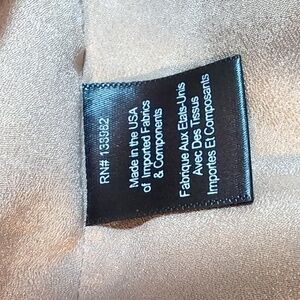 RN# 133962
Made in the USA
of Imported Fabrics
& Components
Fabrique Aux Etats-Unis
Avec Des Tissus
Importes Et Composants